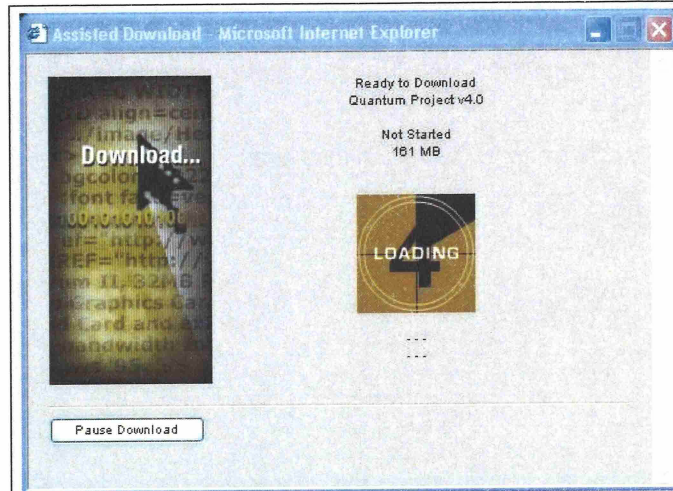 Assisted Download - Microsoft Internet Explorer
Download...
Ready to Download
Quantum Project v4.0
Not Started
161 MB
4
LOADING
---
---
Pause Download